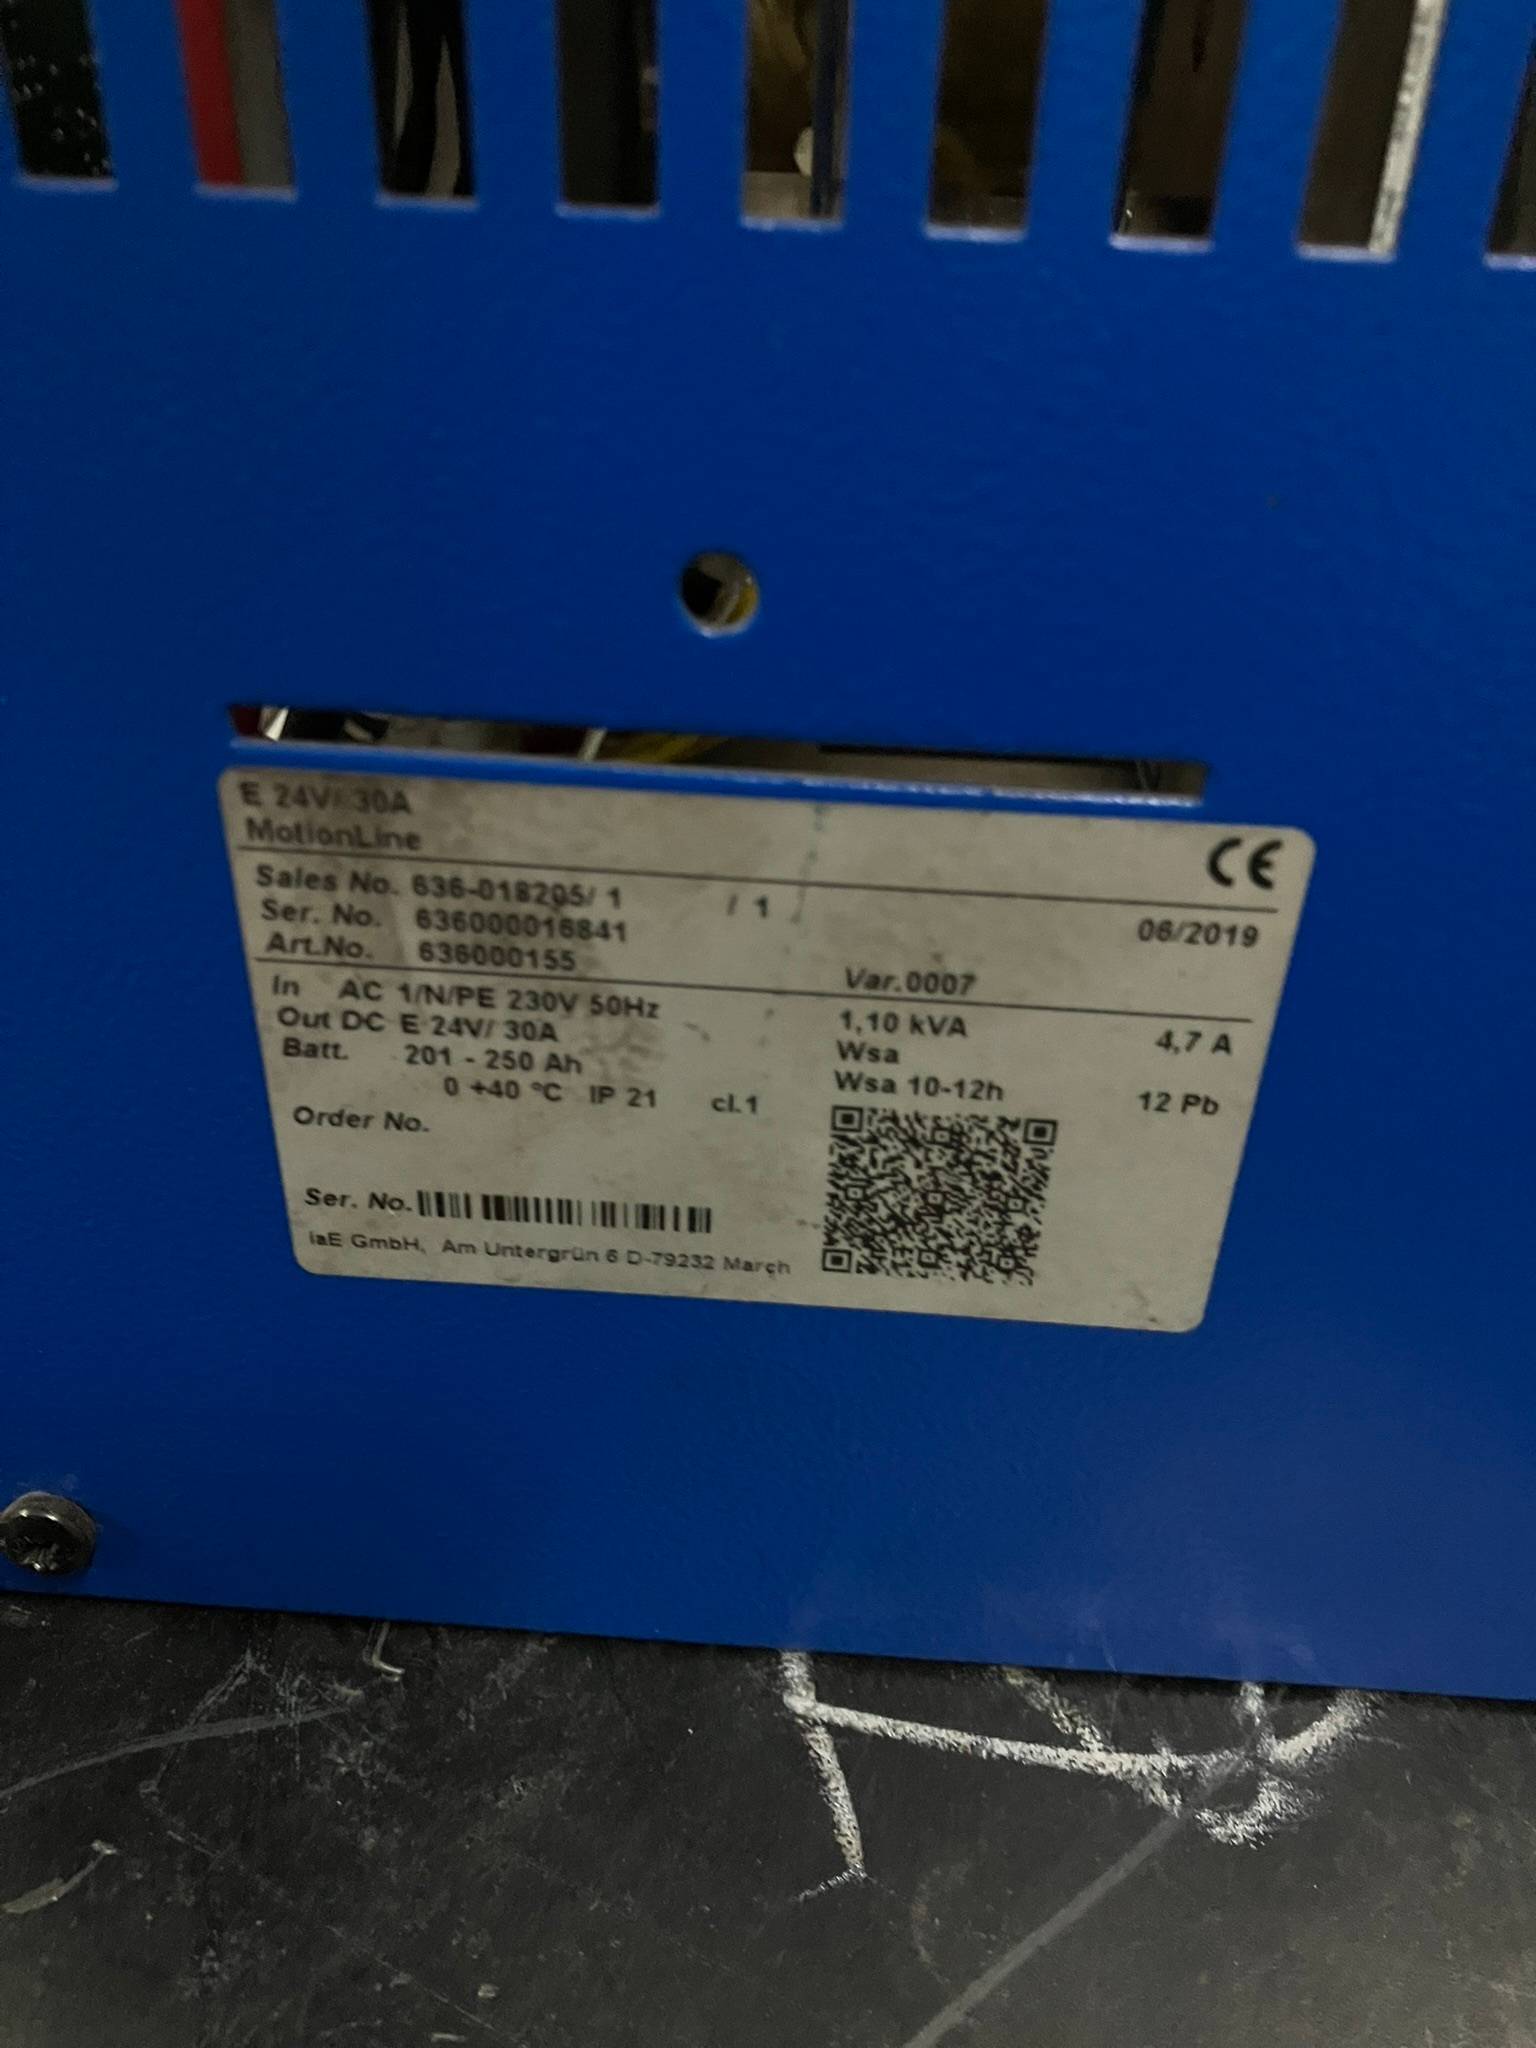 E 24V/ 30A
MotionLine
CE
Sales No. 636-018205/ 1 / 1
Ser. No. 636000016841 06/2019
Art.No. 636000155 Var.0007
In AC 1/N/PE 230V 50Hz 1,10 kVA 4,7 A
Out DC E 24V/ 30A Wsa
Batt. 201 - 250 Ah Wsa 10-12h 12 Pb
0 +40 °C IP 21 cl.1
Order No.
Ser. No.
iaE GmbH, Am Untergrün 6 D-79232 March